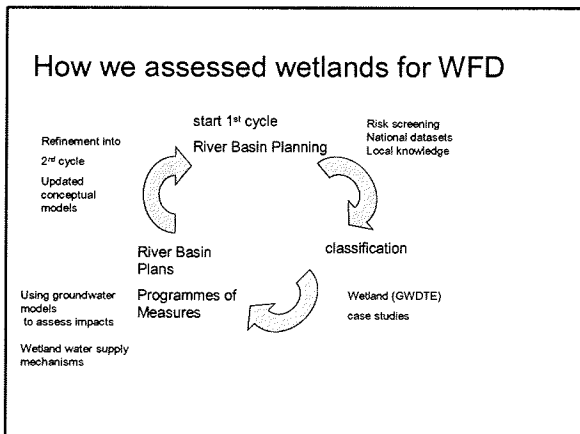 How we assessed wetlands for WFD
start 1st cycle
River Basin Planning
Risk screening
National datasets
Local knowledge
classification
Wetland (GWDTE)
case studies
River Basin
Plans
Programmes of
Measures
Using groundwater
models
to assess impacts
Wetland water supply
mechanisms
Refinement into
2rd cycle
Updated
conceptual
models